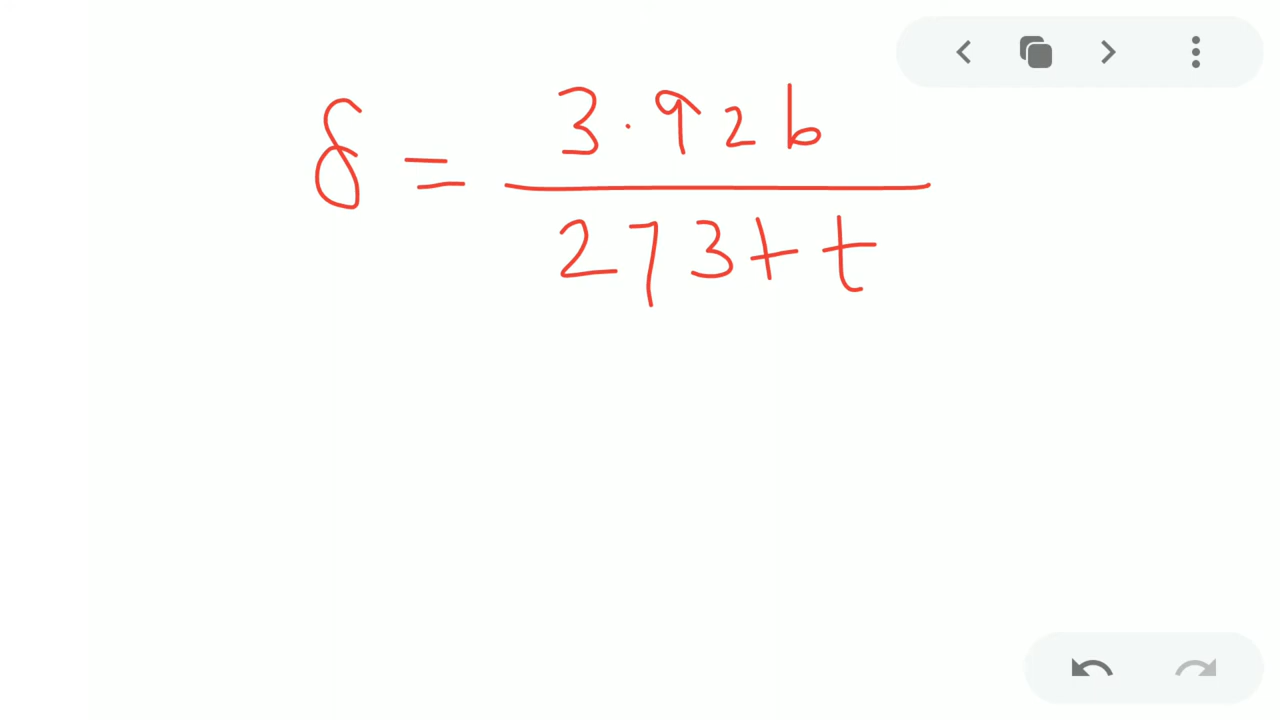 δ = 3.92b
273+t